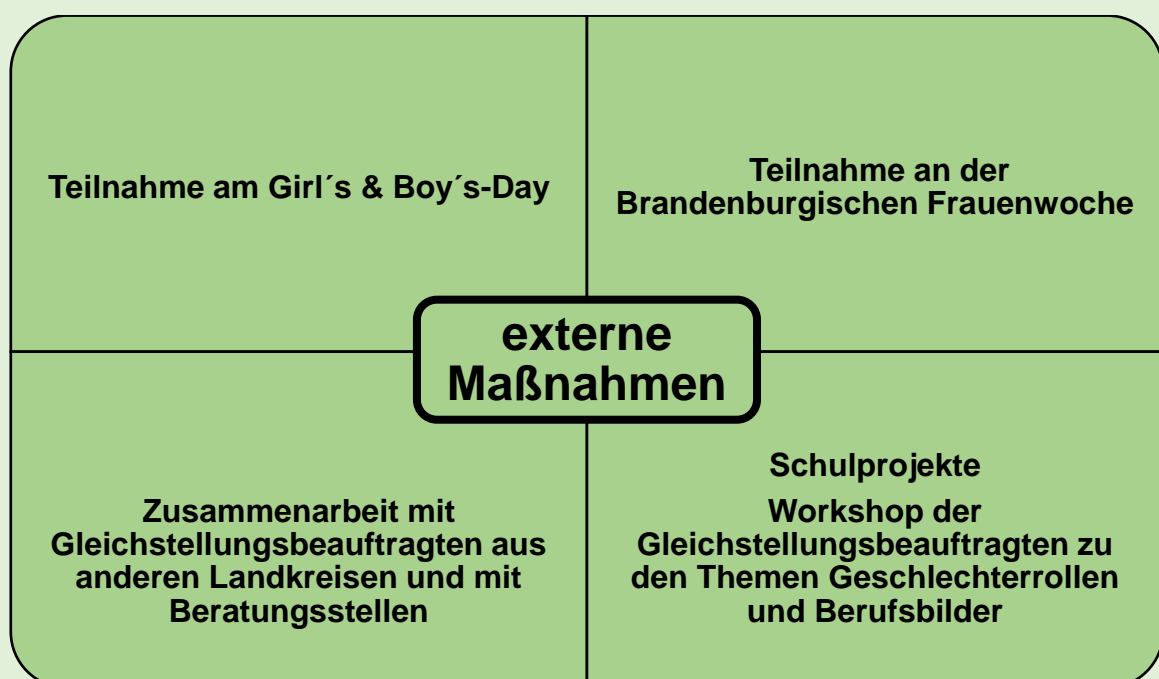 Teilnahme am Girl´s & Boy´s-Day
Teilnahme an der
Brandenburgischen Frauenwoche
externe
Maßnahmen
Zusammenarbeit mit
Gleichstellungsbeauftragten aus
anderen Landkreisen und mit
Beratungsstellen
Schulprojekte
Workshop der
Gleichstellungsbeauftragten zu
den Themen Geschlechterrollen
und Berufsbilder